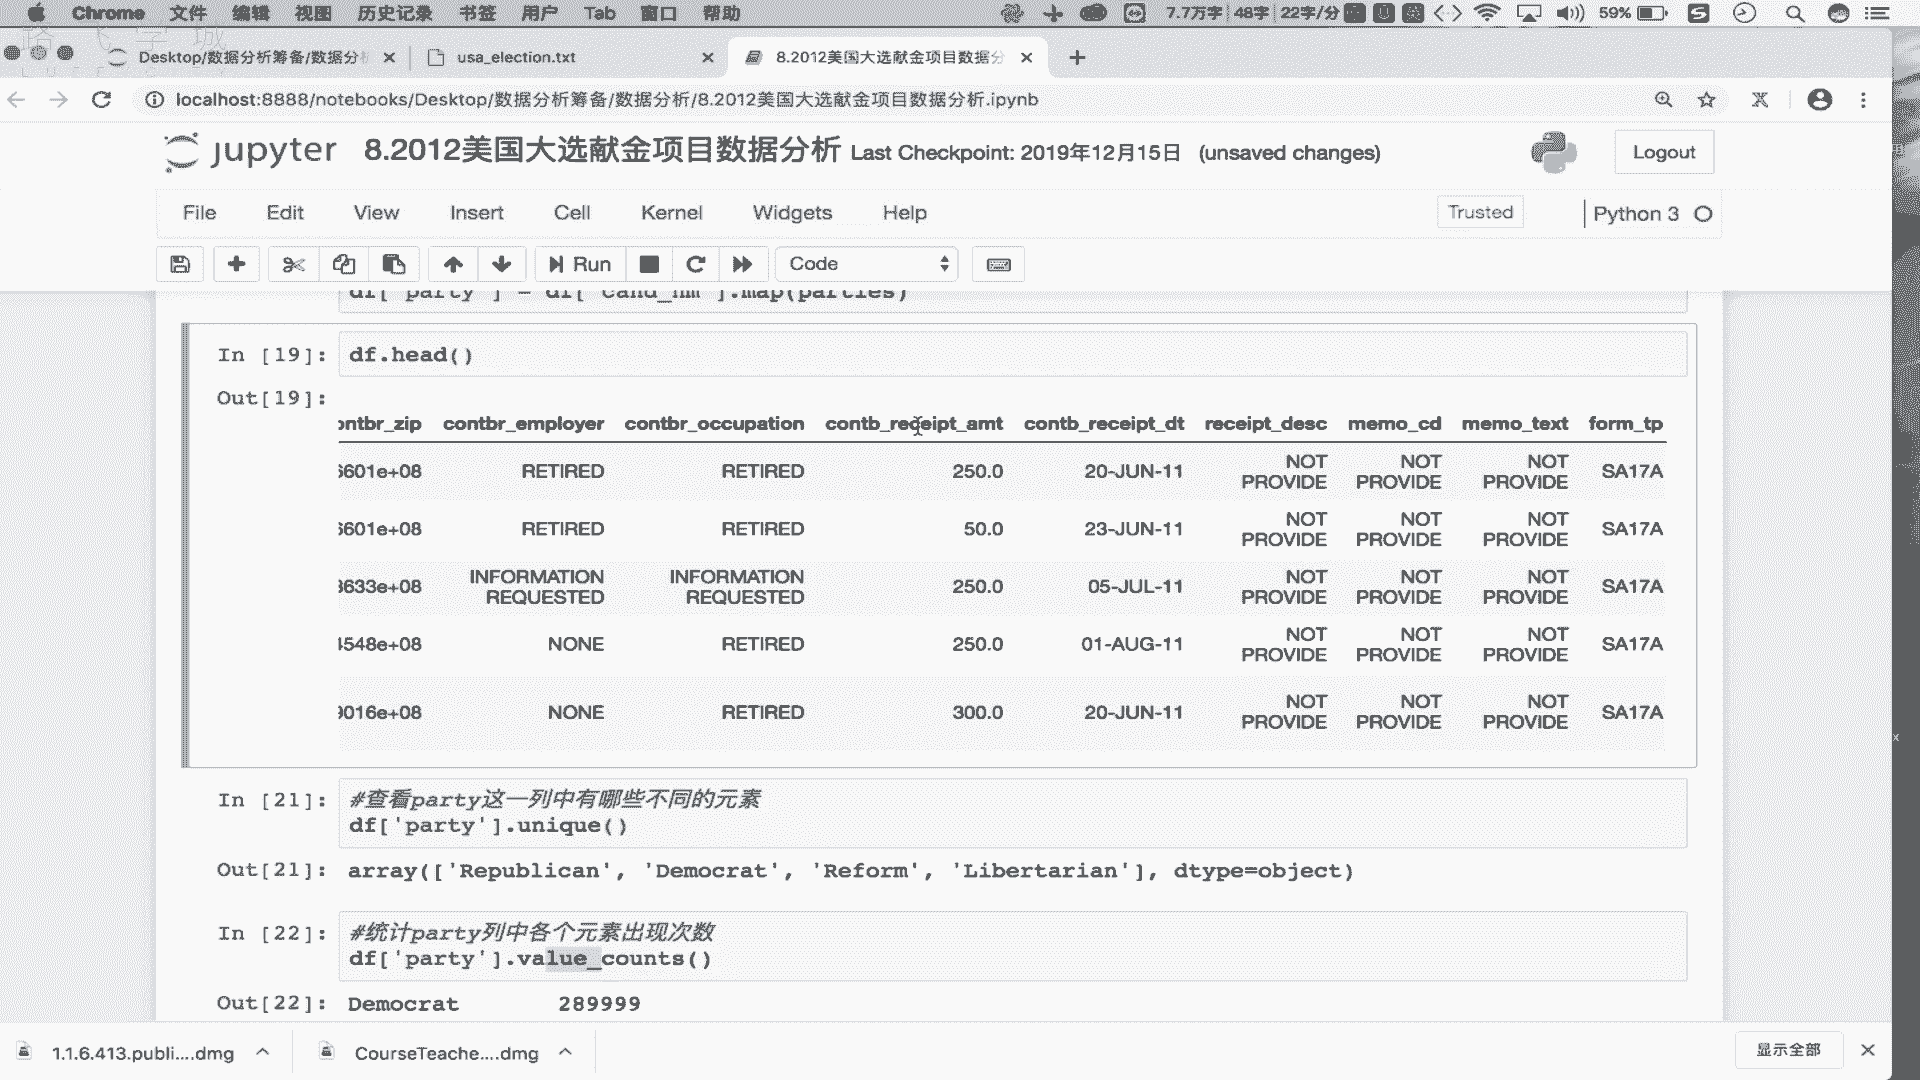 Chrome 文件 编辑 视图 历史记录 书签 用户 Tab 窗口 帮助 7.7万字 48字 22字/分 59%
Desktop/数据分析筹备/数据分 usa_election.txt 8.2012美国大选献金项目数据分
localhost:8888/notebooks/Desktop/数据分析筹备/数据分析/8.2012美国大选献金项目数据分析.ipynb
jupyter 8.2012美国大选献金项目数据分析 Last Checkpoint: 2019年12月15日 (unsaved changes) Logout
File Edit View Insert Cell Kernel Widgets Help Trusted Python 3
Run Code
df['party'] = df['cand_nm'].map(parties)
In [19]: df.head()
Out[19]:
ontbr_zip contbr_employer contbr_occupation contb_receipt_amt contb_receipt_dt receipt_desc memo_cd memo_text form_tp
6601e+08 RETIRED RETIRED 250.0 20-JUN-11 NOT PROVIDE NOT PROVIDE NOT PROVIDE SA17A
6601e+08 RETIRED RETIRED 50.0 23-JUN-11 NOT PROVIDE NOT PROVIDE NOT PROVIDE SA17A
3633e+08 INFORMATION REQUESTED INFORMATION REQUESTED 250.0 05-JUL-11 NOT PROVIDE NOT PROVIDE NOT PROVIDE SA17A
4548e+08 NONE RETIRED 250.0 01-AUG-11 NOT PROVIDE NOT PROVIDE NOT PROVIDE SA17A
9016e+08 NONE RETIRED 300.0 20-JUN-11 NOT PROVIDE NOT PROVIDE NOT PROVIDE SA17A
In [21]: #查看party这一列中有哪些不同的元素
df['party'].unique()
Out[21]: array(['Republican', 'Democrat', 'Reform', 'Libertarian'], dtype=object)
In [22]: #统计party列中各个元素出现次数
df['party'].value_counts()
Out[22]: Democrat 289999
1.1.6.413.publi....dmg CourseTeache....dmg 显示全部